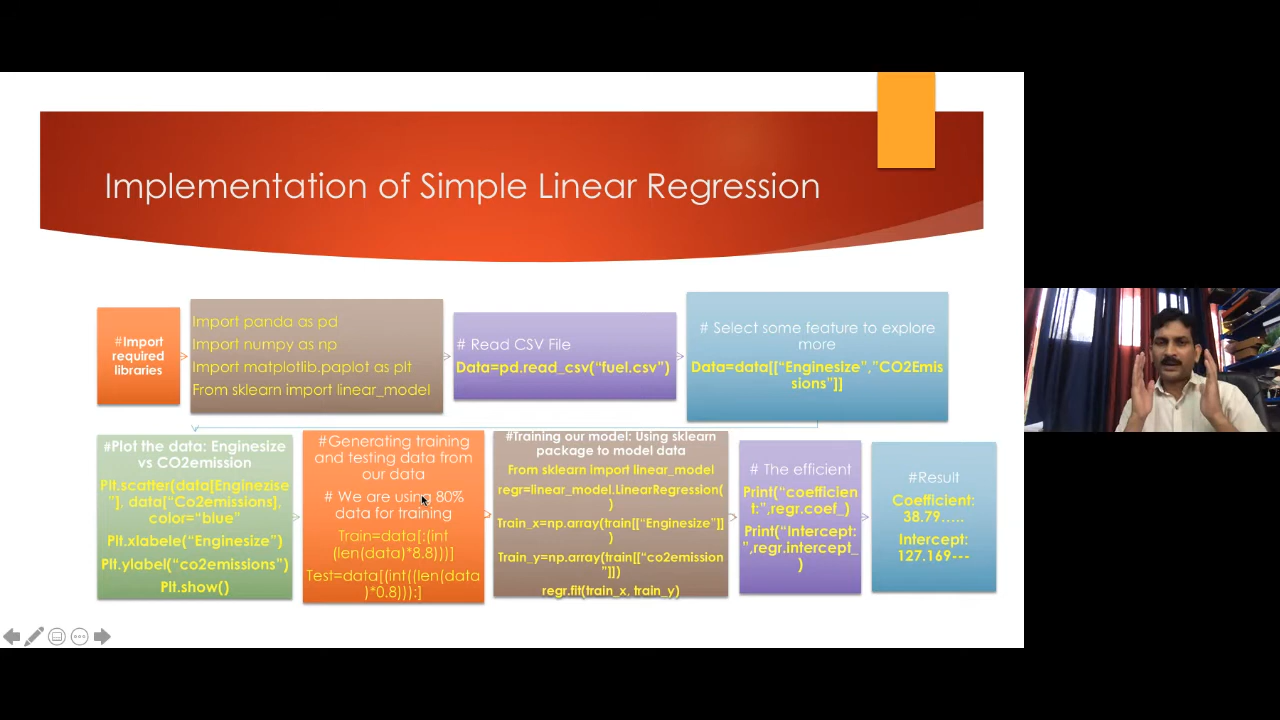 Implementation of Simple Linear Regression
#Import
required
libraries
Import panda as pd
Import numpy as np
Import matplotlib.paplot as plt
From sklearn import linear_model
# Read CSV File
Data=pd.read_csv(“fuel.csv”)
# Select some feature to explore
more
Data=data[[“Enginesize”,”CO2Emis
sions”]]
#Plot the data: Enginesize
vs CO2emission
Plt.scatter(data[Enginezise
”], data[“Co2emissions],
color=“blue”
Plt.xlabele(“Enginesize”)
Plt.ylabel(“co2emissions”)
Plt.show()
#Generating training
and testing data from
our data
# We are using 80%
data for training
Train=data[:(int
(len(data)*8.8)))]
Test=data[(int((len(data
)*0.8))):]
#Training our model: Using sklearn
package to model data
From sklearn import linear_model
regr=linear_model.LinearRegression(
)
Train_x=np.array(train[[“Enginesize”]]
)
Train_y=np.array(train[[“co2emission
”]])
regr.fit(train_x, train_y)
# The efficient
Print(“coefficien
t:”,regr.coef_)
Print(“Intercept:
”,regr.intercept_
)
#Result
Coefficient:
38.79.....
Intercept:
127.169---